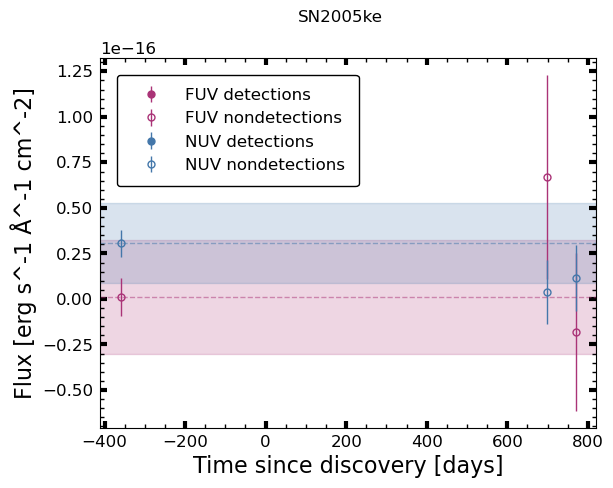 SN2005ke
1e−16
FUV detections
FUV nondetections
NUV detections
NUV nondetections
1.25
1.00
0.75
0.50
0.25
0.00
−0.25
−0.50
Flux [erg s^-1 Å^-1 cm^-2]
−400 −200 0 200 400 600 800
Time since discovery [days]